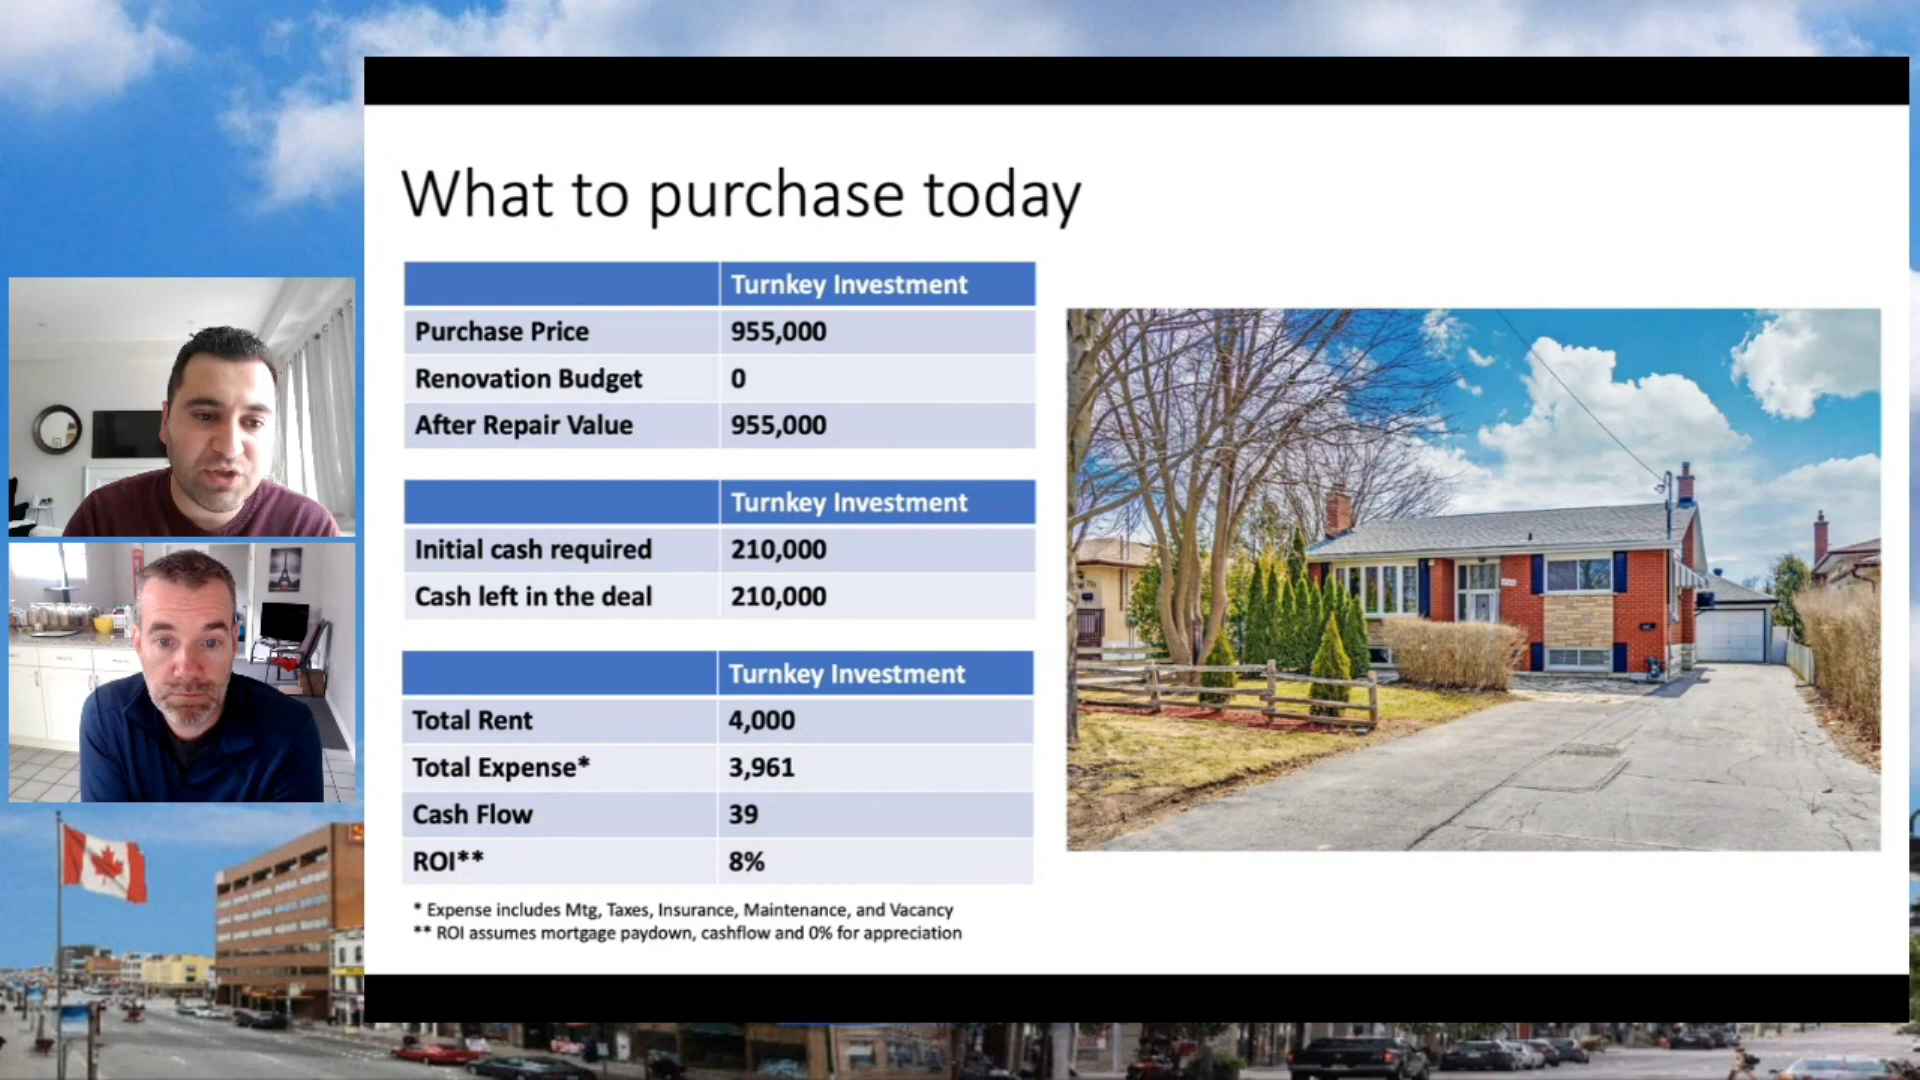 What to purchase today
Turnkey Investment
Purchase Price 955,000
Renovation Budget 0
After Repair Value 955,000
Turnkey Investment
Initial cash required 210,000
Cash left in the deal 210,000
Turnkey Investment
Total Rent 4,000
Total Expense* 3,961
Cash Flow 39
ROI** 8%
* Expense includes Mtg, Taxes, Insurance, Maintenance, and Vacancy
** ROI assumes mortgage paydown, cashflow and 0% for appreciation